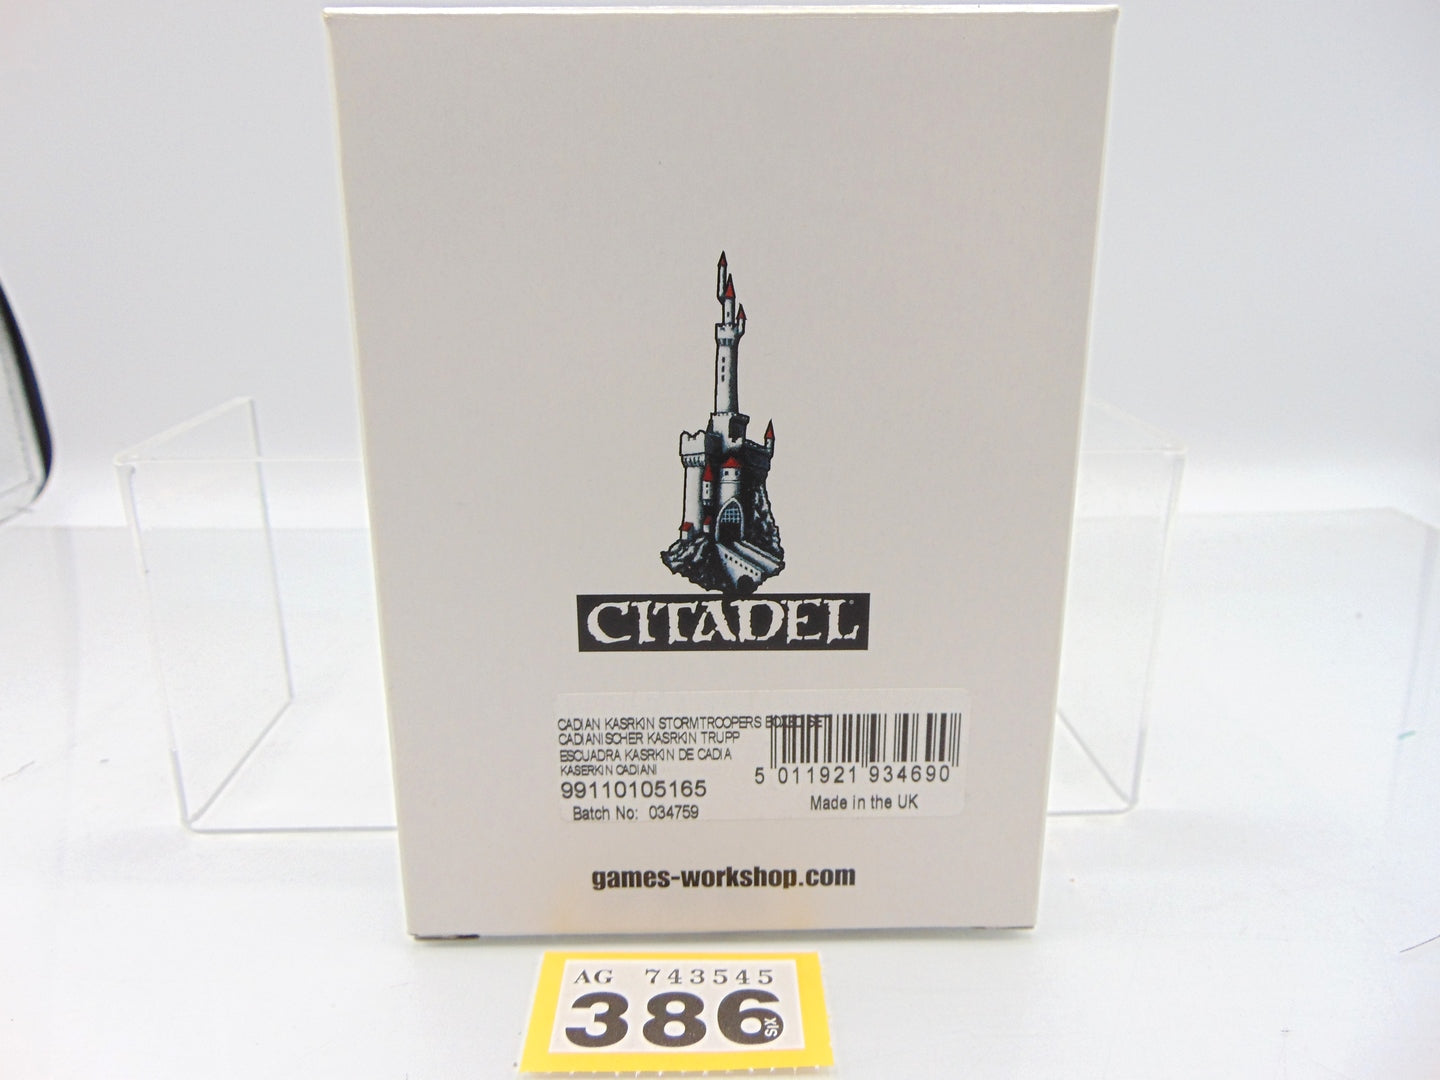 CITADEL
CADIAN KASRKIN STORMTROOPERS BOXED SET
CADIANISCHER KASRKIN TRUPP
ESCUADRA KASRKIN DE CADIA
KASERKIN CADIANI
99110105165
Batch No: 034759
5 011921 934690
Made in the UK
games-workshop.com
AG 743545
386
SIX